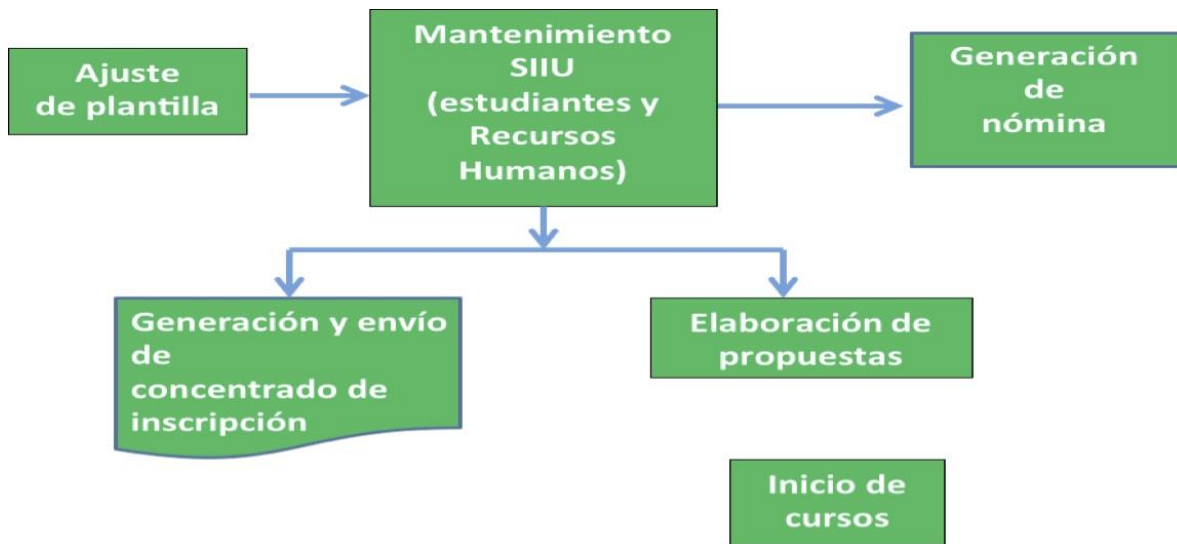 Ajuste
de plantilla
Mantenimiento
SIIU
(estudiantes y
Recursos
Humanos)
Generación
de
nómina
Generación y envío
de
concentrado de
inscripción
Elaboración de
propuestas
Inicio de
cursos